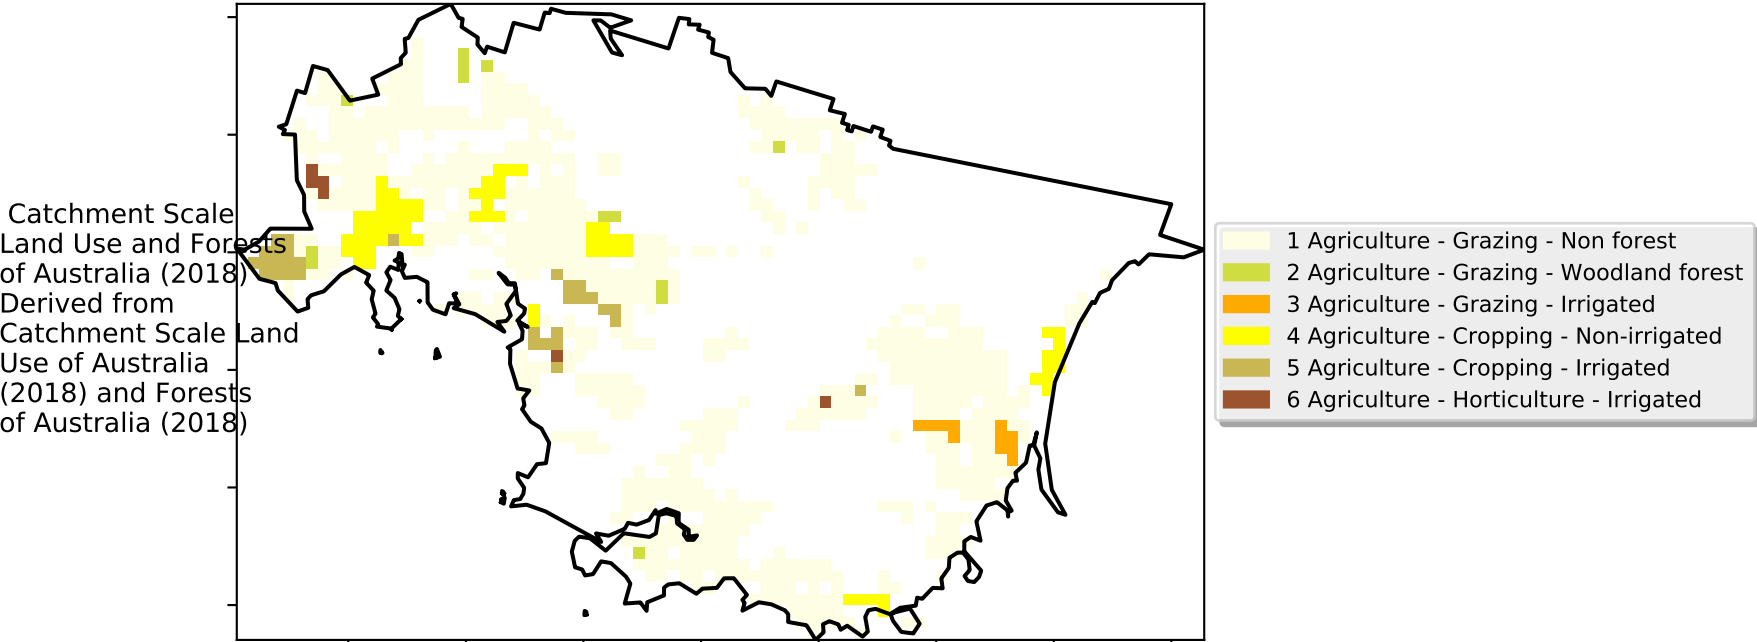 Catchment Scale
Land Use and Forests
of Australia (2018)
Derived from
Catchment Scale Land
Use of Australia
(2018) and Forests
of Australia (2018)
1 Agriculture - Grazing - Non forest
2 Agriculture - Grazing - Woodland forest
3 Agriculture - Grazing - Irrigated
4 Agriculture - Cropping - Non-irrigated
5 Agriculture - Cropping - Irrigated
6 Agriculture - Horticulture - Irrigated